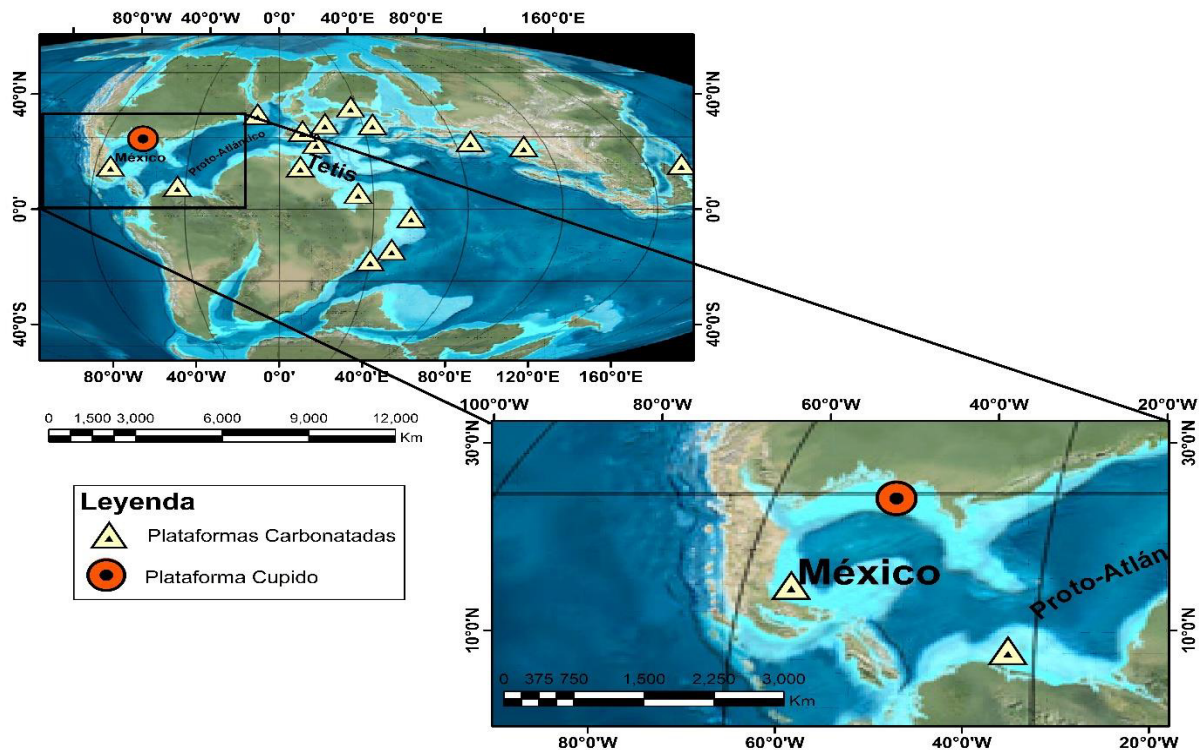 80°0'W 40°0'W 0°0' 40°0'E 80°0'E 160°0'E
40°0'N
0°0'
40°0'S
40°0'N
0°0'
40°0'S
México
Proto-Atlántico
Tetis
80°0'W 40°0'W 0°0' 40°0'E 80°0'E 120°0'E 160°0'E
0 1,500 3,000 6,000 9,000 12,000
Km
Leyenda
Plataformas Carbonatadas
Plataforma Cupido
100°0'W 80°0'W 60°0'W 40°0'W 20°0'W
30°0'N
10°0'N
30°0'N
10°0'N
México
Proto-Atlán
0 375 750 1,500 2,250 3,000
Km
80°0'W 60°0'W 40°0'W 20°0'W